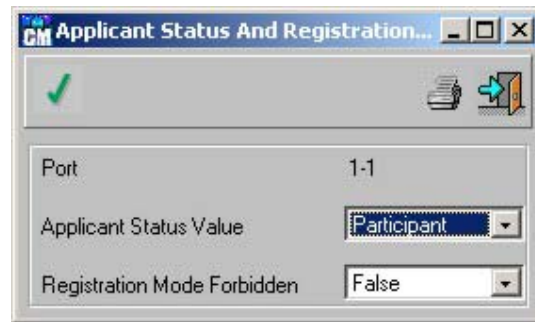 CM Applicant Status And Registration...
Port 1-1
Applicant Status Value Participant
Registration Mode Forbidden False